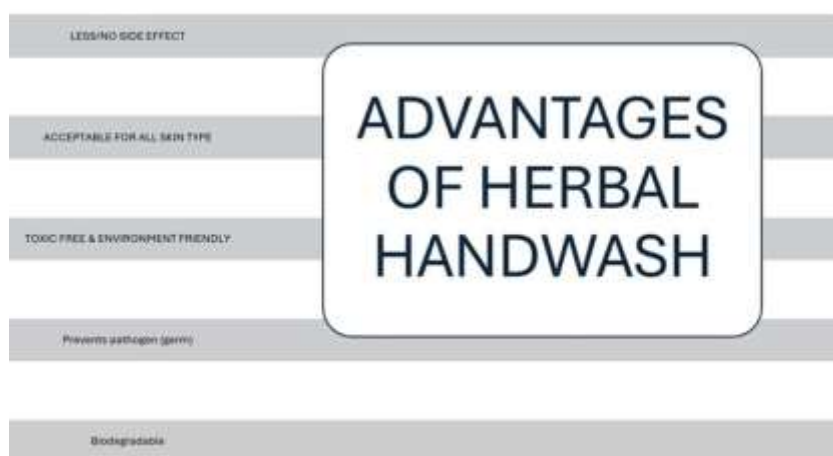 LESS/NO SIDE EFFECT
ACCEPTABLE FOR ALL SKIN TYPE
TOXIC FREE & ENVIRONMENT FRIENDLY
Prevents pathogen (germ)
Biodegradable
ADVANTAGES
OF HERBAL
HANDWASH